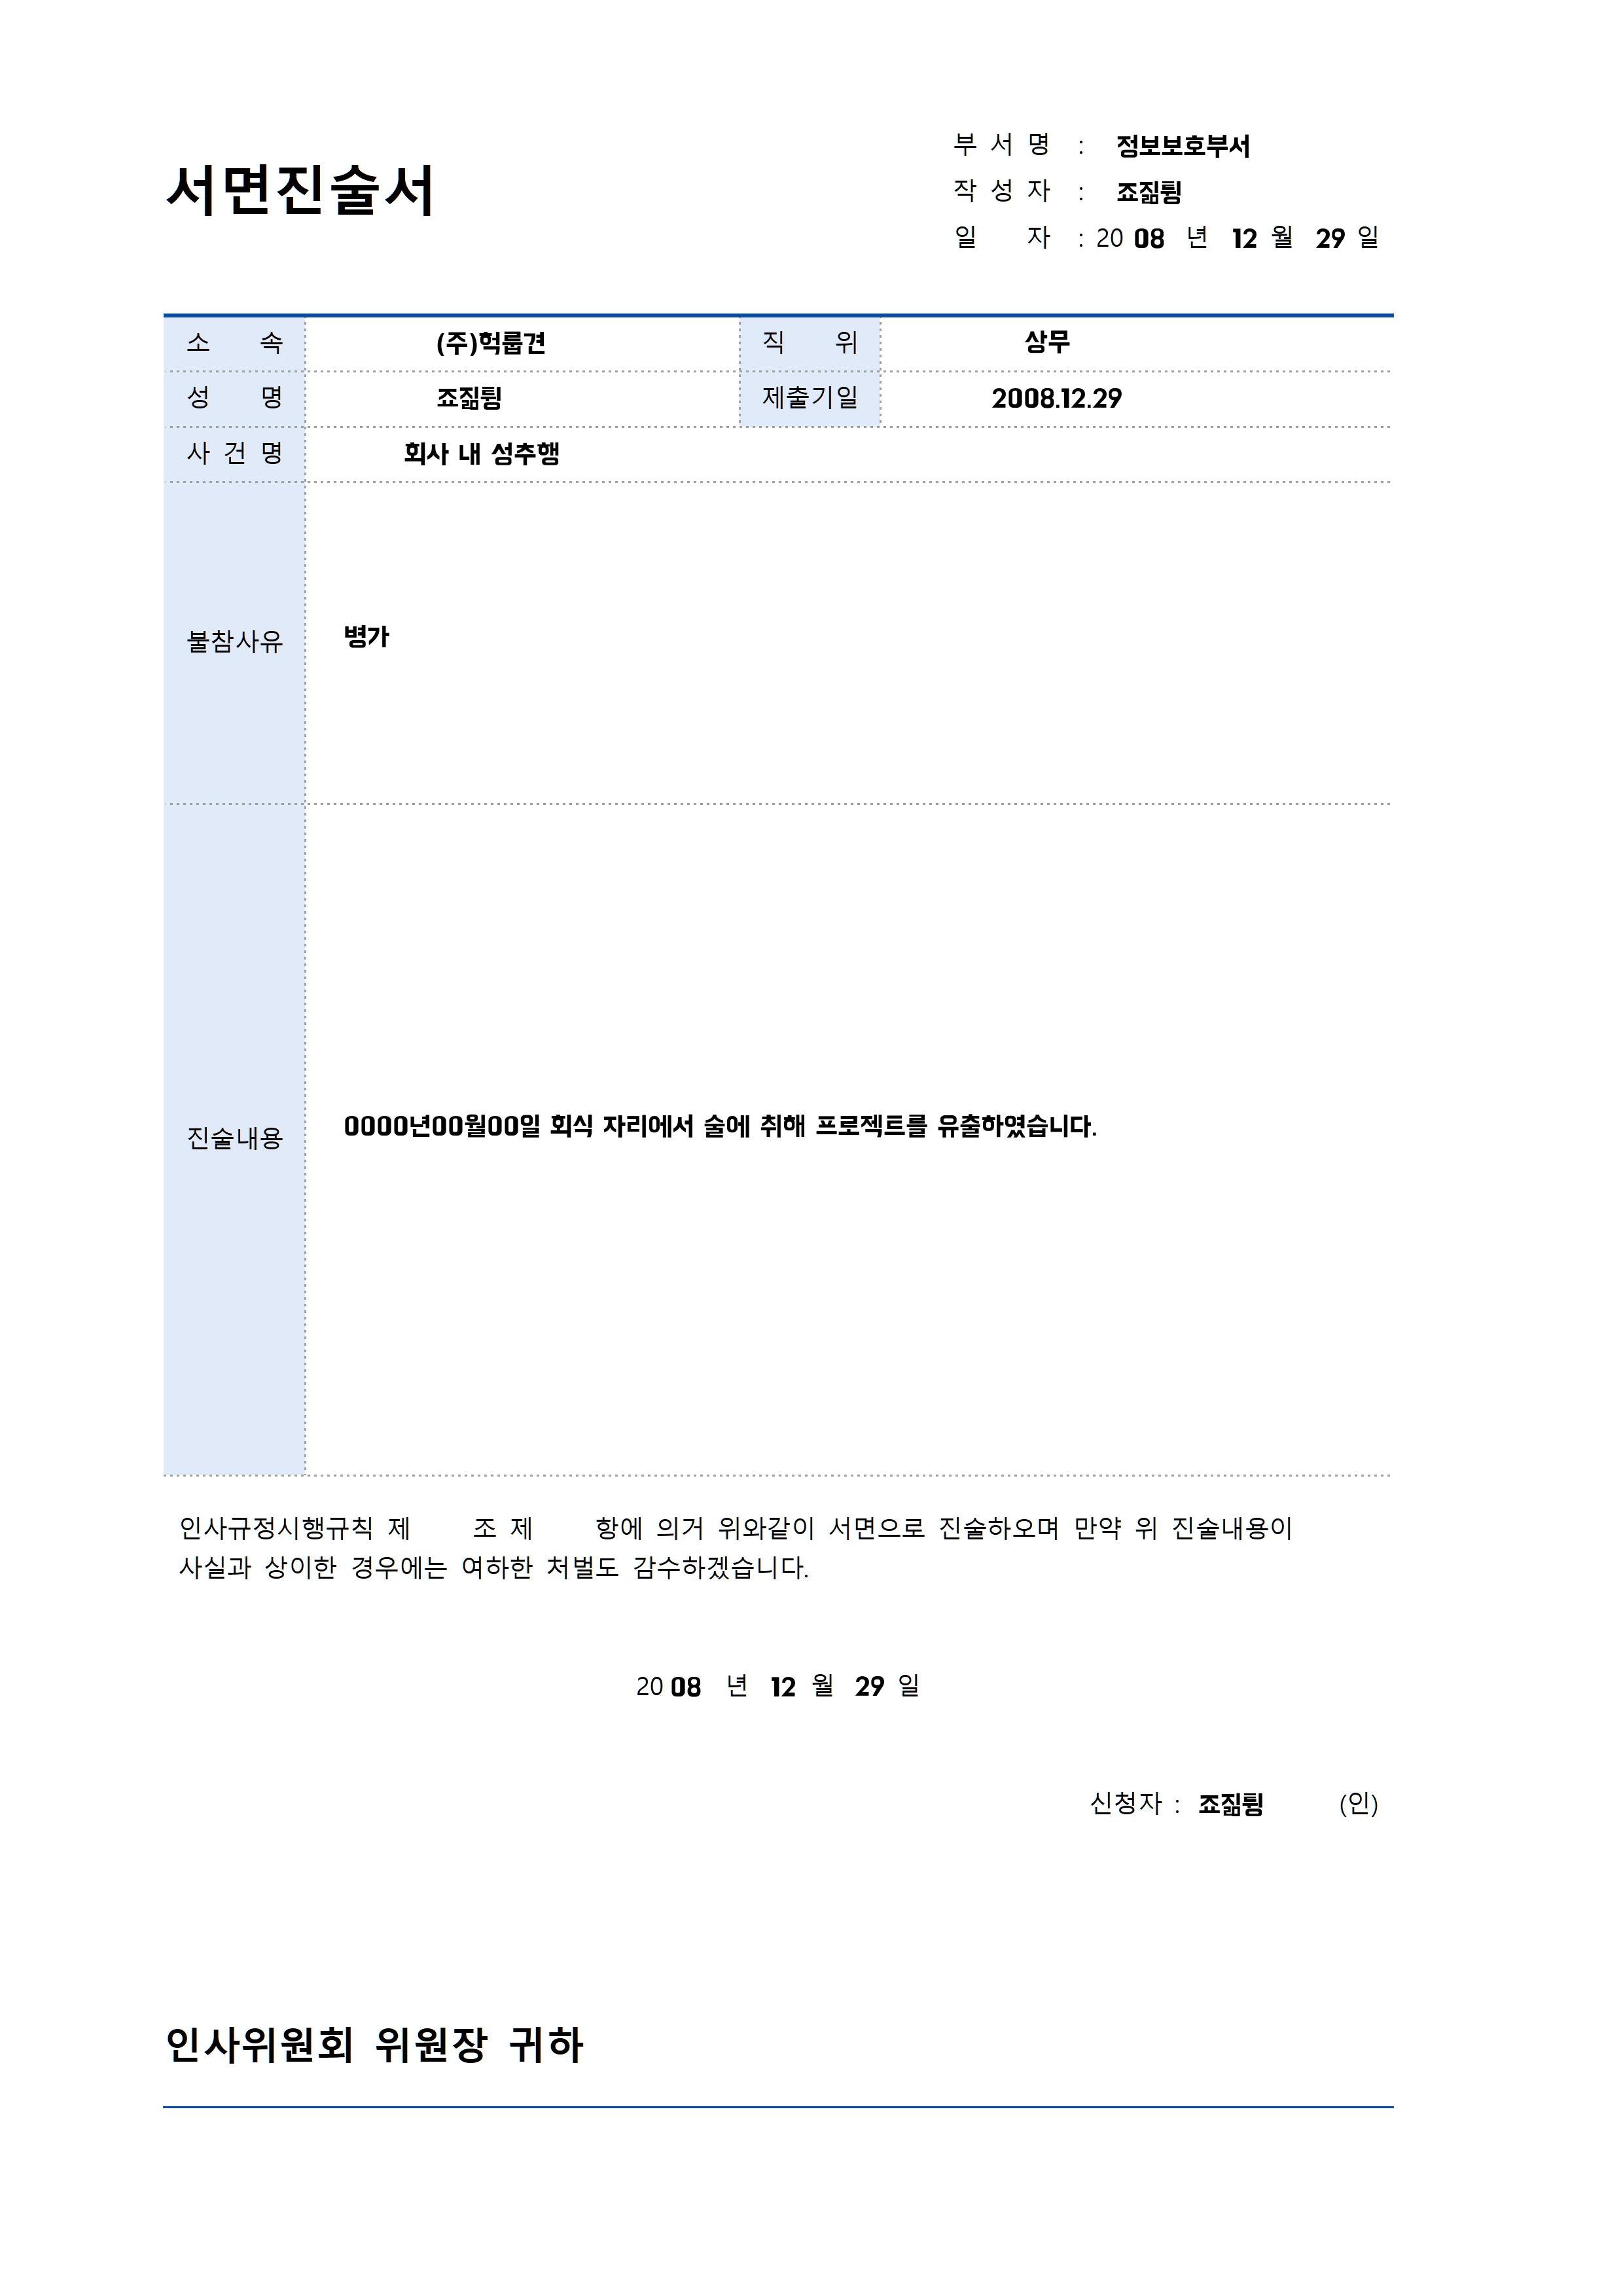 서면진술서
부 서 명 : 정보보호부서
작 성 자 : 죠짊튕
일 자 : 20 08 년 12 월 29 일
소 속 (주)헉룹견 직 위 상무
성 명 죠짊튕 제출기일 2008.12.29
사 건 명 회사 내 성추행
불참사유 병가
진술내용 0000년00월00일 회식 자리에서 술에 취해 프로젝트를 유출하였습니다.
인사규정시행규칙 제 조 제 항에 의거 위와같이 서면으로 진술하오며 만약 위 진술내용이
사실과 상이한 경우에는 여하한 처벌도 감수하겠습니다.
20 08 년 12 월 29 일
신청자 : 죠짊튕 (인)
인사위원회 위원장 귀하